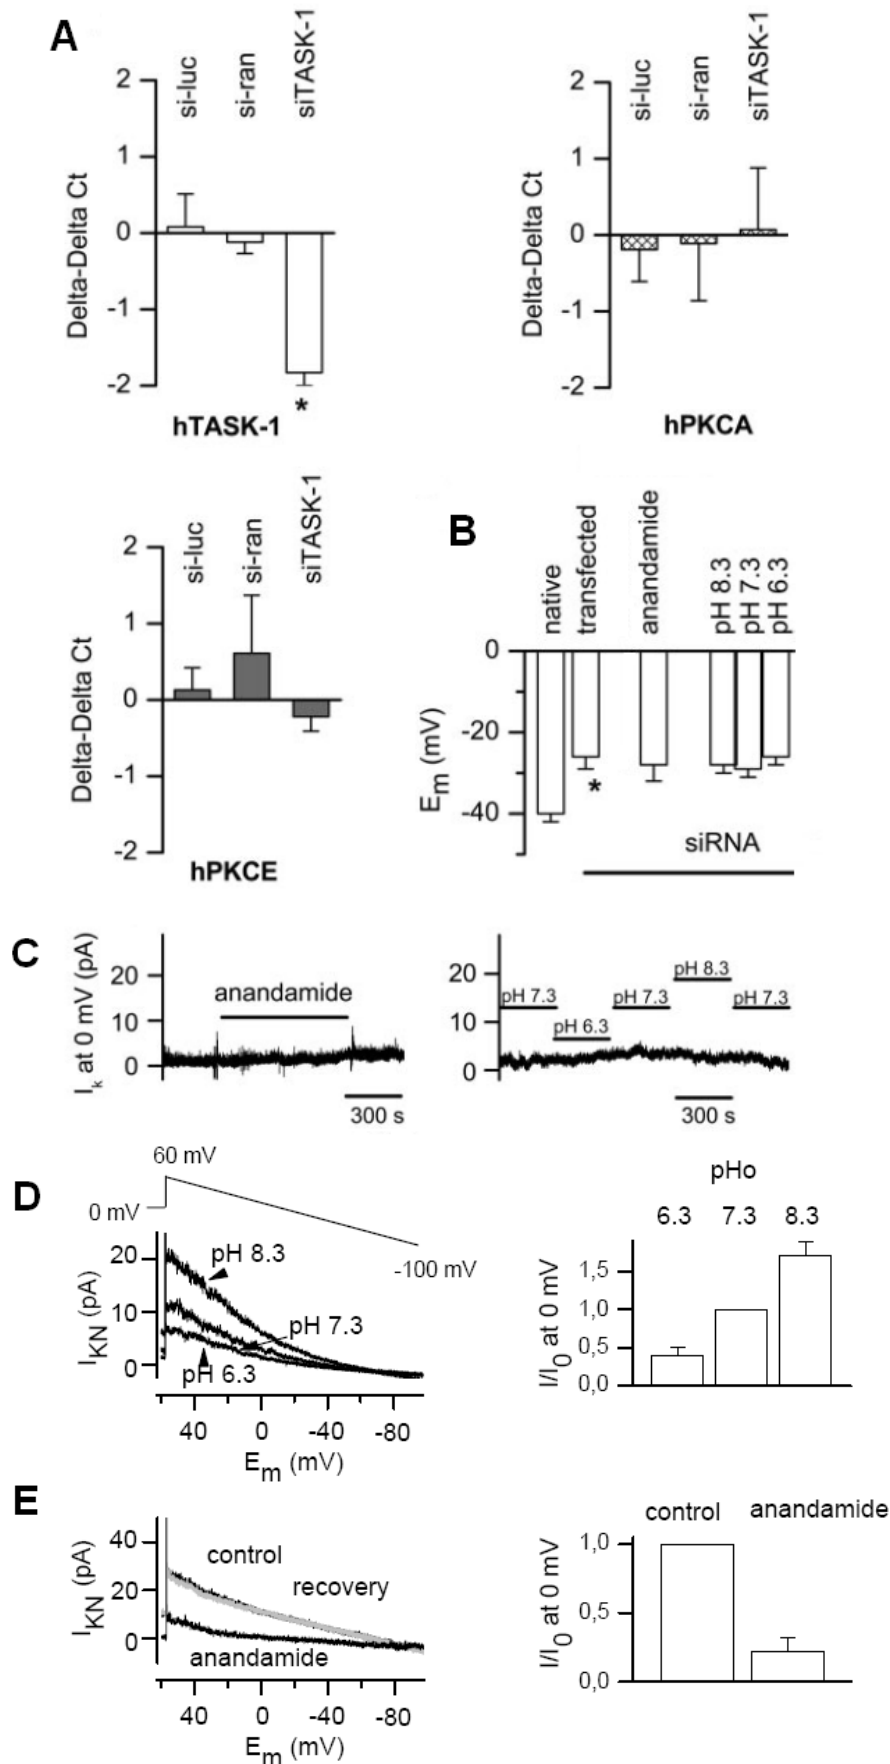 A
si-luc
si-ran
siTASK-1
2
1
0
-1
-2
Delta-Delta Ct
*
hTASK-1
si-luc
si-ran
siTASK-1
2
1
0
-1
-2
Delta-Delta Ct
hPKCA
si-luc
si-ran
siTASK-1
2
1
0
-1
-2
Delta-Delta Ct
hPKCE
B
native
transfected
anandamide
pH 8.3
pH 7.3
pH 6.3
0
-20
-40
Em (mV)
*
siRNA
C
Ik at 0 mV (pA)
20
10
0
anandamide
300 s
20
10
0
pH 7.3
pH 6.3
pH 7.3
pH 8.3
pH 7.3
300 s
D
60 mV
0 mV
-100 mV
IKN (pA)
20
10
0
pH 8.3
pH 7.3
pH 6.3
40 0 -40 -80
Em (mV)
pHo
6.3 7.3 8.3
I/I0 at 0 mV
1,5
1,0
0,5
0,0
E
IKN (pA)
40
20
0
control
recovery
anandamide
40 0 -40 -80
Em (mV)
control anandamide
I/I0 at 0 mV
1,0
0,5
0,0